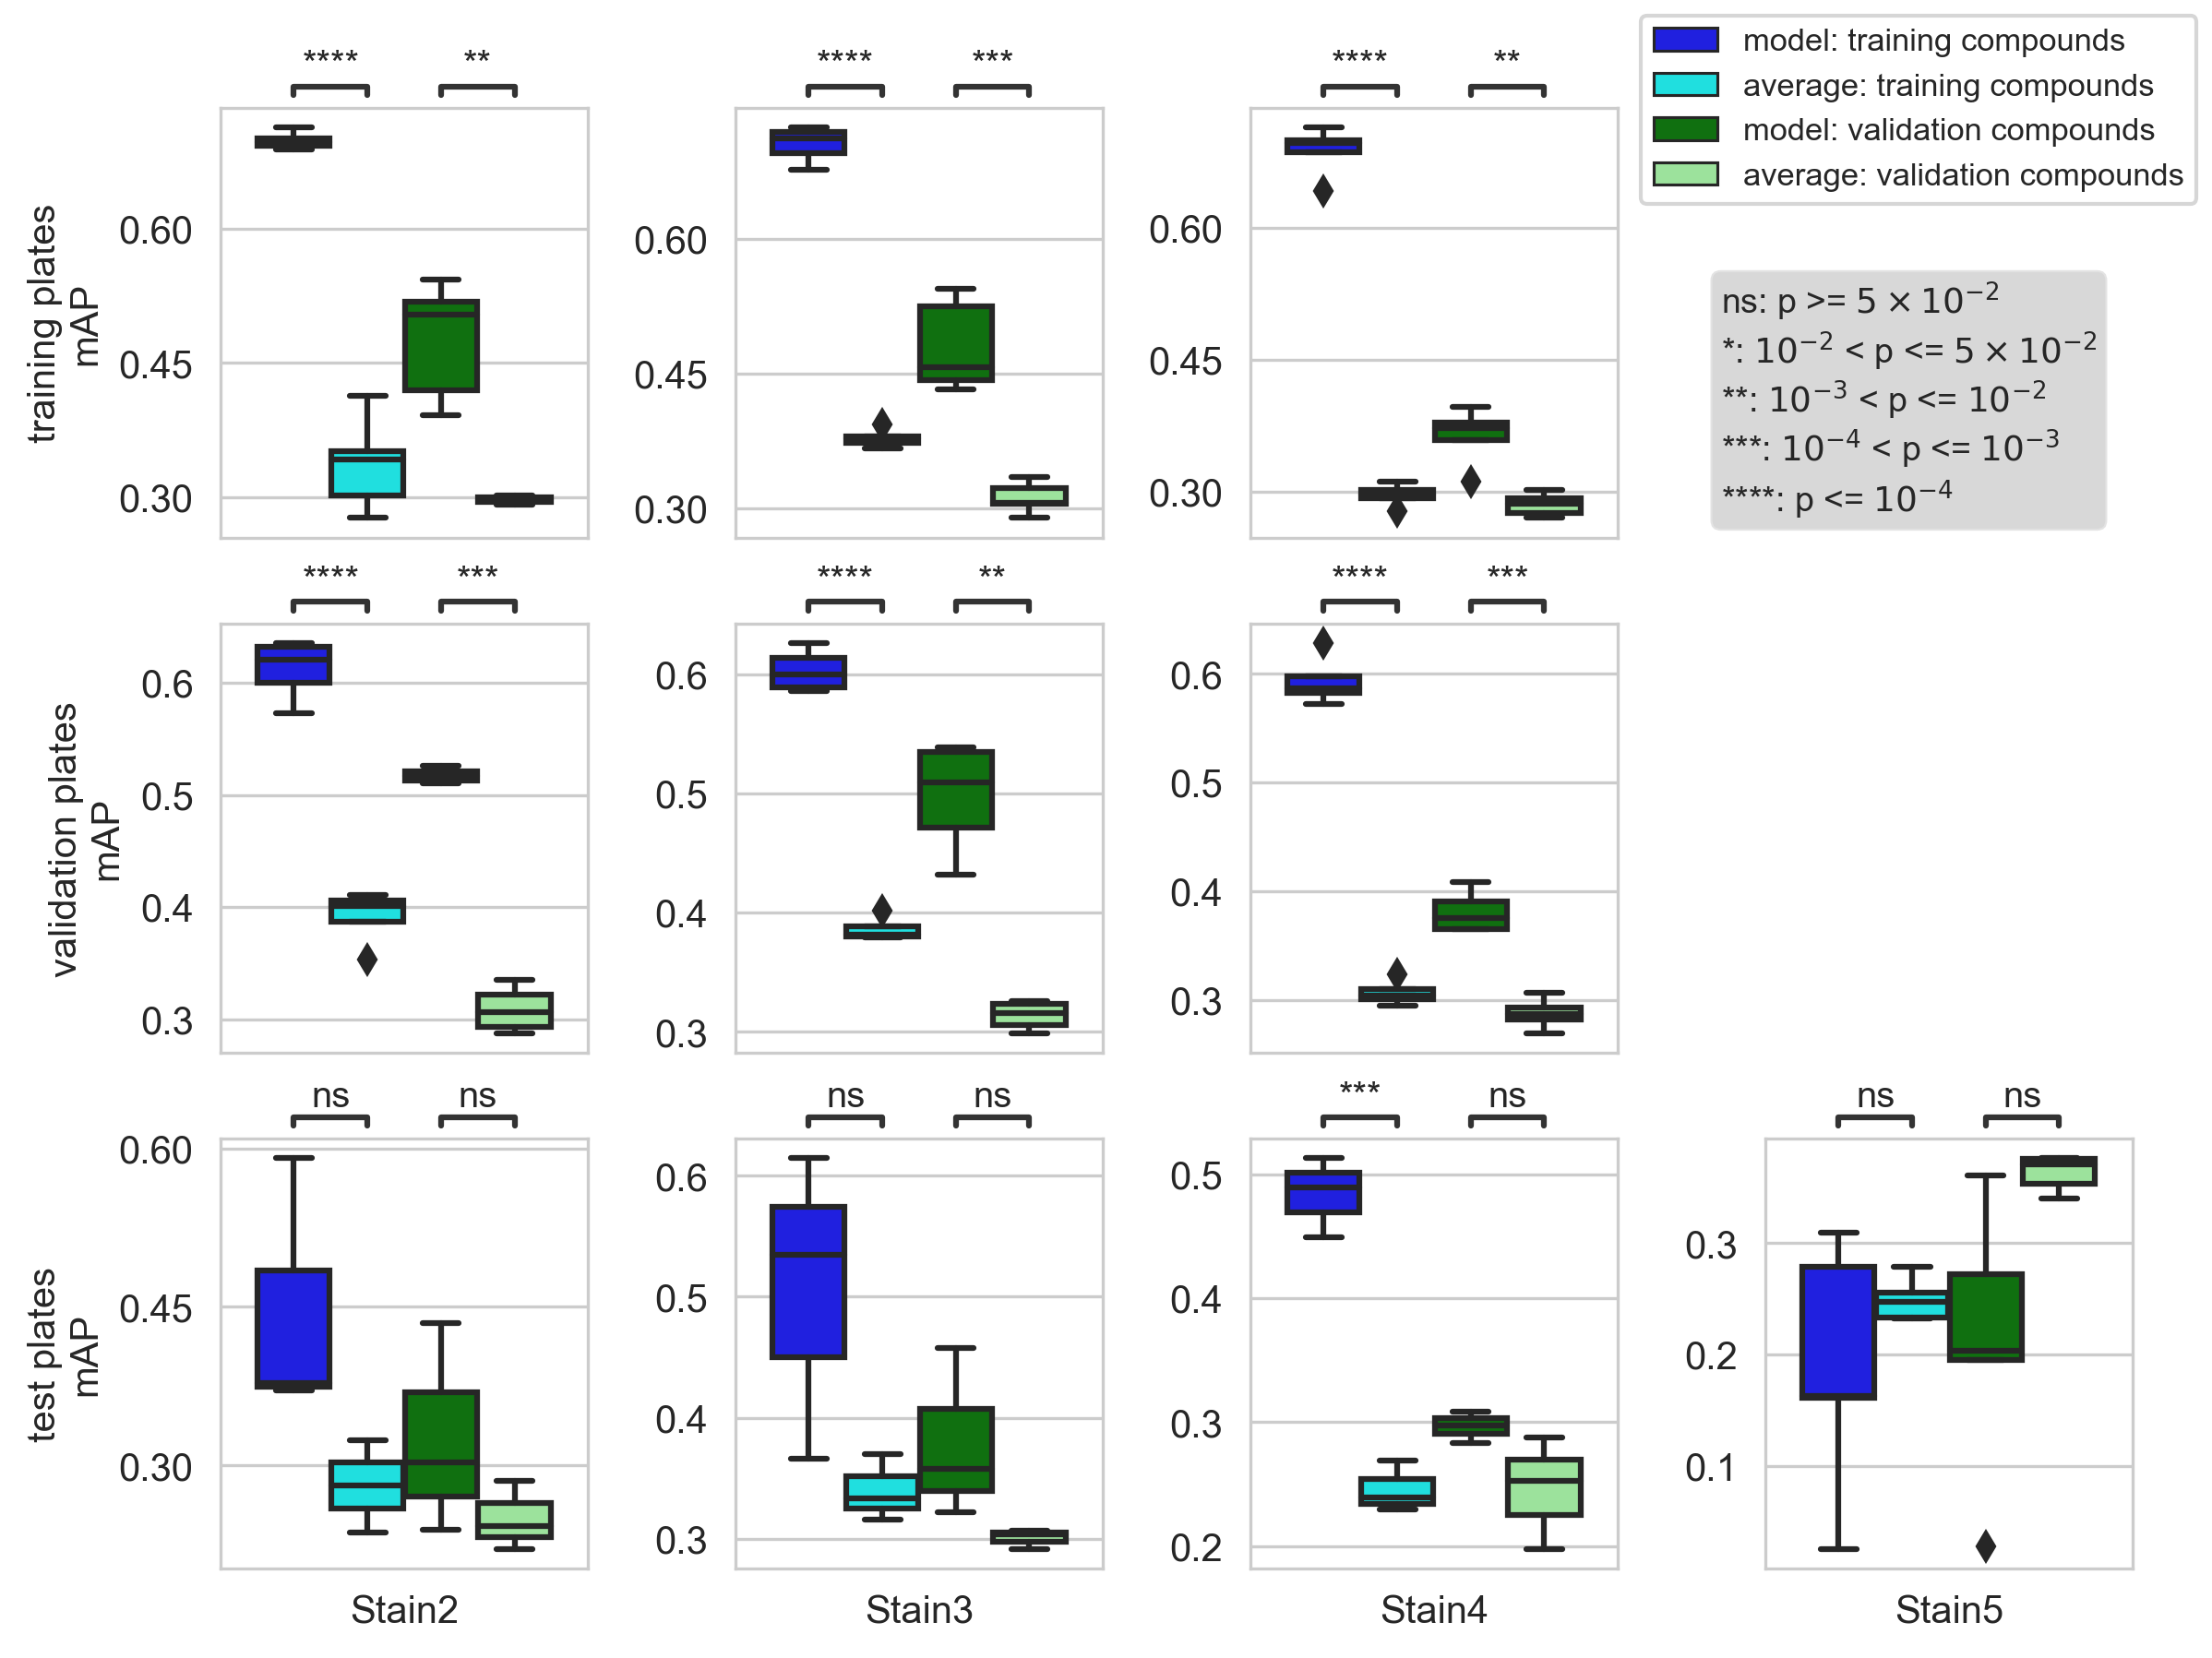 model: training compounds
average: training compounds
model: validation compounds
average: validation compounds
**** **
**** ***
**** **
training plates
mAP
0.60
0.45
0.30
0.60
0.45
0.30
0.60
0.45
0.30
ns: p >= 5 × 10⁻²
*: 10⁻² < p <= 5 × 10⁻²
**: 10⁻³ < p <= 10⁻²
***: 10⁻⁴ < p <= 10⁻³
****: p <= 10⁻⁴
**** ***
**** **
**** ***
validation plates
mAP
0.6
0.5
0.4
0.3
0.6
0.5
0.4
0.3
0.6
0.5
0.4
0.3
ns ns
ns ns
*** ns
ns ns
test plates
mAP
0.60
0.45
0.30
0.6
0.5
0.4
0.3
0.5
0.4
0.3
0.2
0.3
0.2
0.1
Stain2
Stain3
Stain4
Stain5